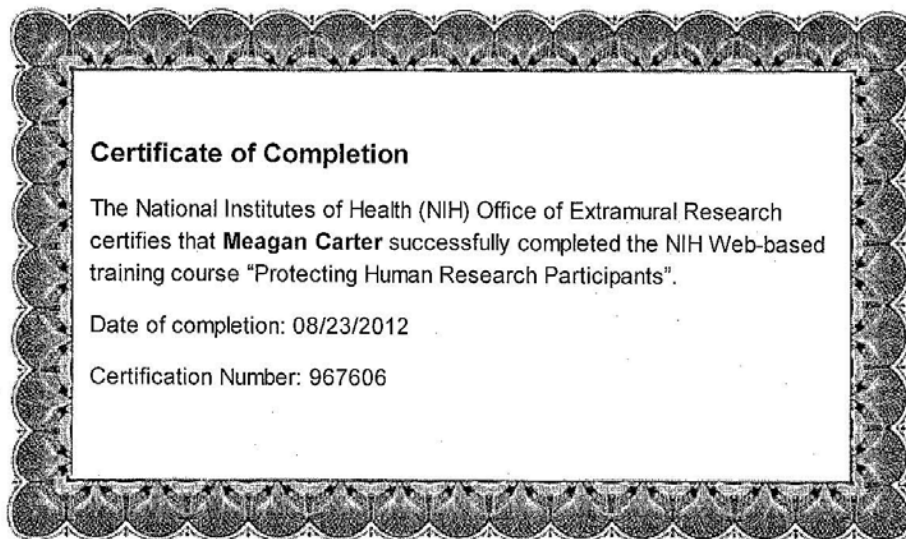 Certificate of Completion
The National Institutes of Health (NIH) Office of Extramural Research
certifies that Meagan Carter successfully completed the NIH Web-based
training course “Protecting Human Research Participants”.
Date of completion: 08/23/2012
Certification Number: 967606